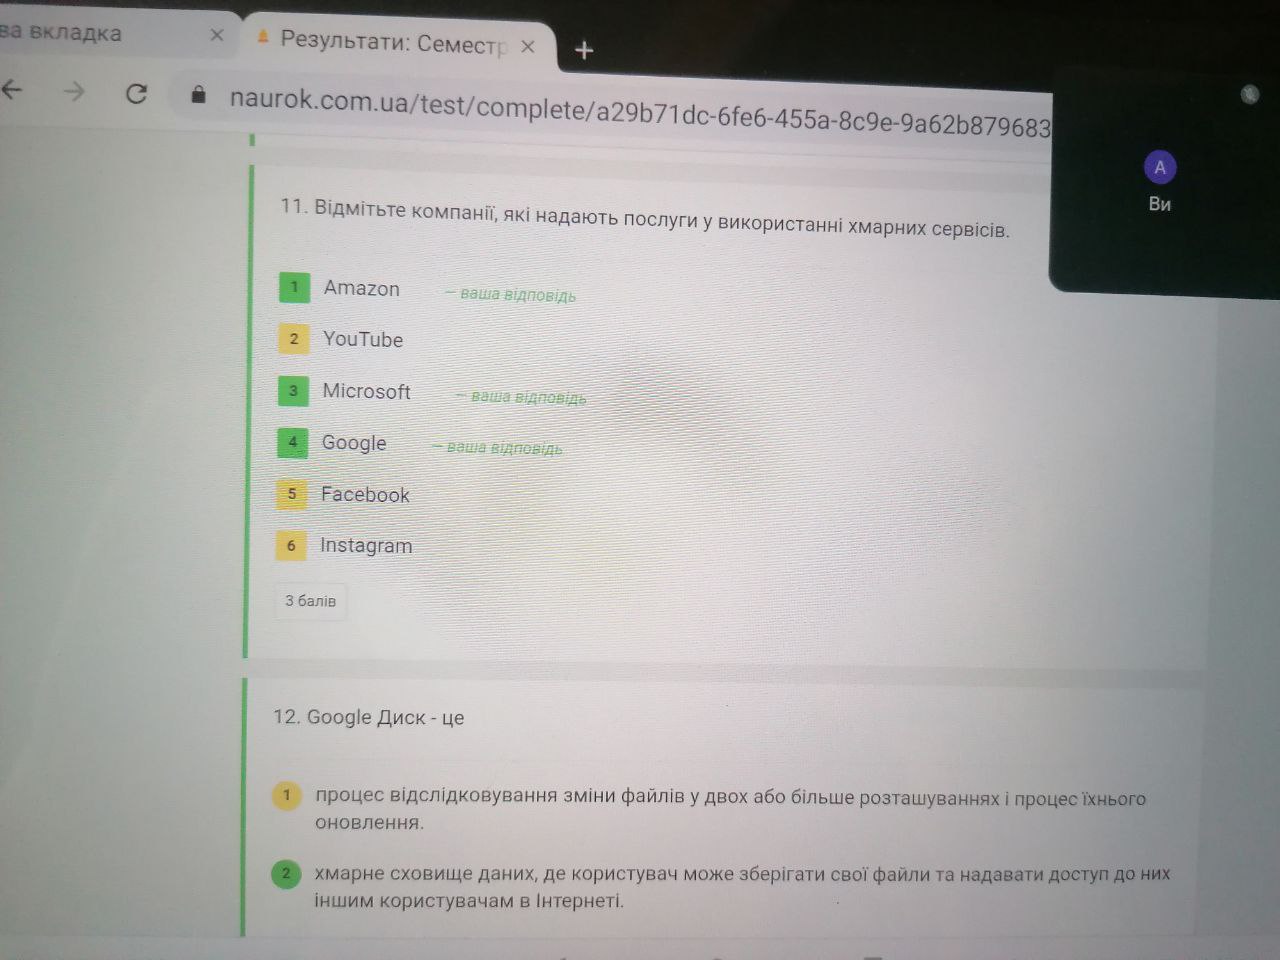 ва вкладка
Результати: Семестр
naurok.com.ua/test/complete/a29b71dc-6fe6-455a-8c9e-9a62b879683
А
Ви
11. Відмітьте компанії, які надають послуги у використанні хмарних сервісів.
1 Amazon – ваша відповідь
2 YouTube
3 Microsoft – ваша відповідь
4 Google – ваша відповідь
5 Facebook
6 Instagram
3 балів
12. Google Диск - це
1 процес відслідковування зміни файлів у двох або більше розташуваннях і процес їхнього
оновлення.
2 хмарне сховище даних, де користувач може зберігати свої файли та надавати доступ до них
іншим користувачам в Інтернеті.